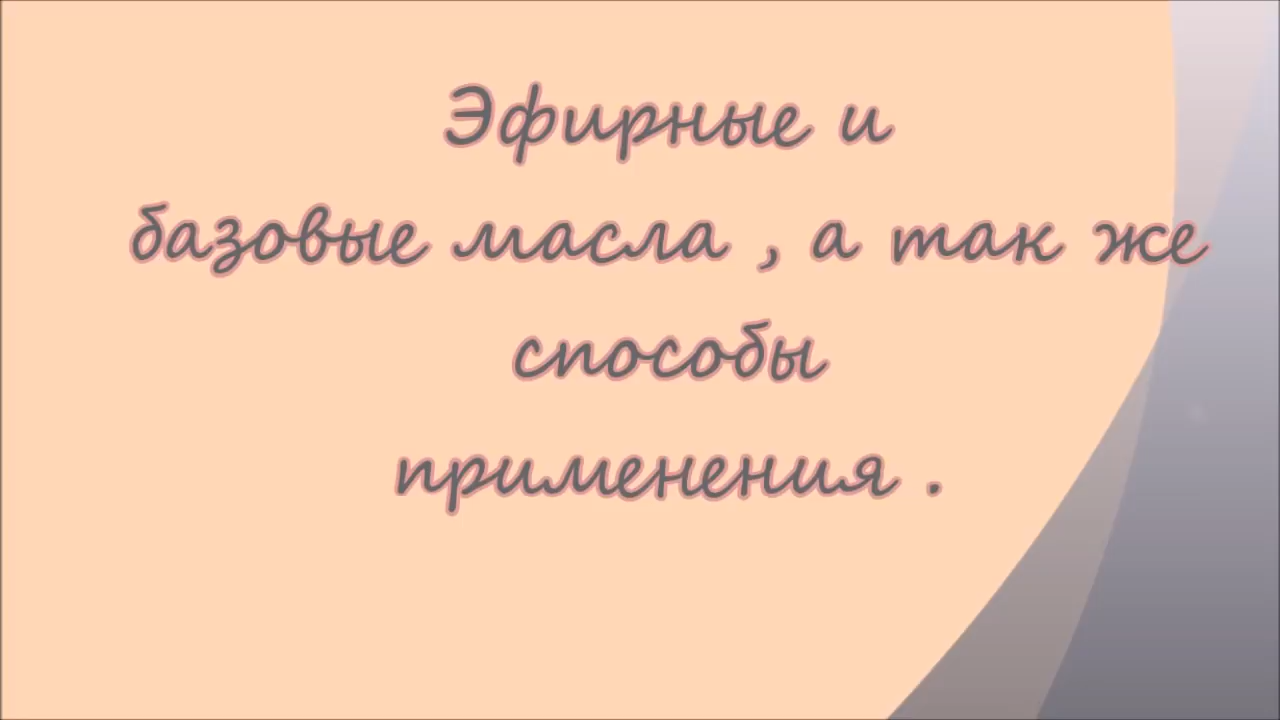 Эфирные и
базовые масла , а так же
способы
применения .